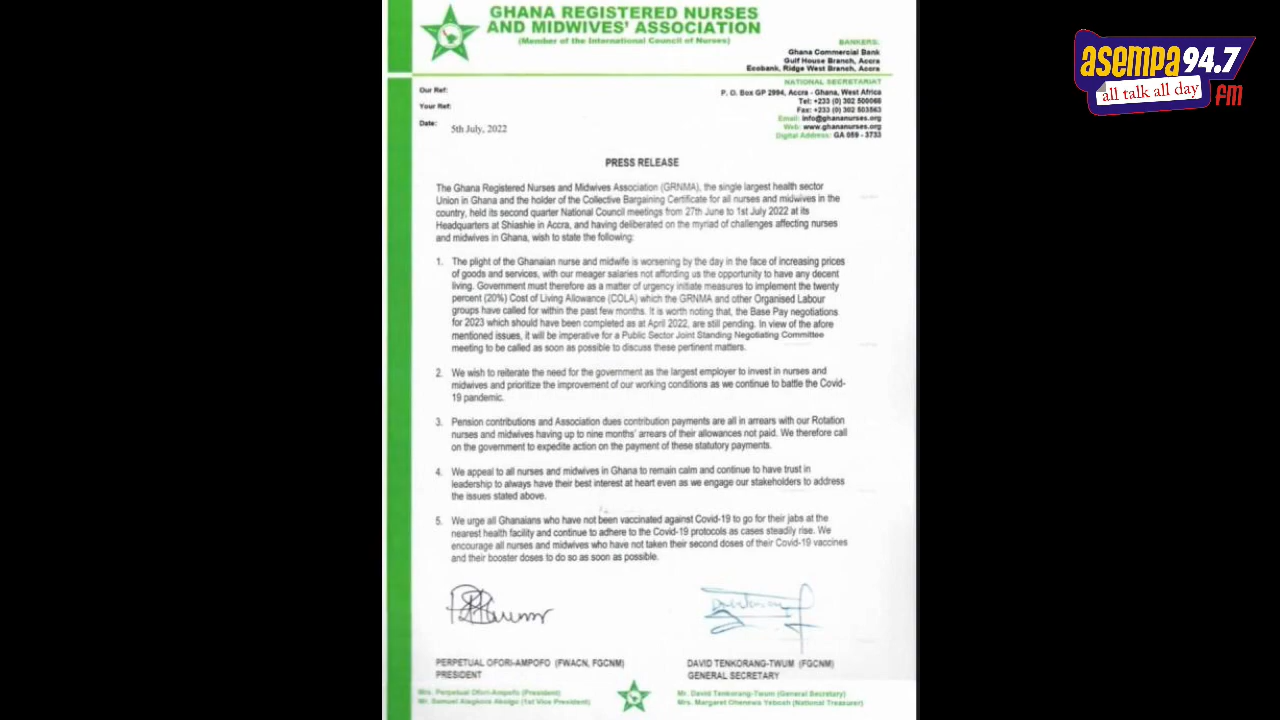 GHANA REGISTERED NURSES
AND MIDWIVES' ASSOCIATION
(Member of the International Council of Nurses)
BANKERS:
Ghana Commercial Bank
Gulf House Branch, Accra
Ecobank, Ridge West Branch, Accra
NATIONAL SECRETARIAT
P. O. Box GP 2994, Accra - Ghana, West Africa
Tel: +233 (0) 302 500066
Fax: +233 (0) 302 503563
Email: info@ghananurses.org
Web: www.ghananurses.org
Digital Address: GA 059 - 3733
Our Ref:
Your Ref:
Date: 5th July, 2022
asempa 94.7
all talk all day fm
PRESS RELEASE
The Ghana Registered Nurses and Midwives Association (GRNMA), the single largest health sector
Union in Ghana and the holder of the Collective Bargaining Certificate for all nurses and midwives in the
country, held its second quarter National Council meetings from 27th June to 1st July 2022 at its
Headquarters at Shiashie in Accra, and having deliberated on the myriad of challenges affecting nurses
and midwives in Ghana, wish to state the following:
1. The plight of the Ghanaian nurse and midwife is worsening by the day in the face of increasing prices
of goods and services, with our meager salaries not affording us the opportunity to have any decent
living. Government must therefore as a matter of urgency initiate measures to implement the twenty
percent (20%) Cost of Living Allowance (COLA) which the GRNMA and other Organised Labour
groups have called for within the past few months. It is worth noting that, the Base Pay negotiations
for 2023 which should have been completed as at April 2022, are still pending. In view of the afore
mentioned issues, it will be imperative for a Public Sector Joint Standing Negotiating Committee
meeting to be called as soon as possible to discuss these pertinent matters.
2. We wish to reiterate the need for the government as the largest employer to invest in nurses and
midwives and prioritize the improvement of our working conditions as we continue to battle the Covid-
19 pandemic.
3. Pension contributions and Association dues contribution payments are all in arrears with our Rotation
nurses and midwives having up to nine months' arrears of their allowances not paid. We therefore call
on the government to expedite action on the payment of these statutory payments.
4. We appeal to all nurses and midwives in Ghana to remain calm and continue to have trust in
leadership to always have their best interest at heart even as we engage our stakeholders to address
the issues stated above.
5. We urge all Ghanaians who have not been vaccinated against Covid-19 to go for their jabs at the
nearest health facility and continue to adhere to the Covid-19 protocols as cases steadily rise. We
encourage all nurses and midwives who have not taken their second doses of their Covid-19 vaccines
and their booster doses to do so as soon as possible.
PERPETUAL OFORI-AMPOFO (FWACN, FGCNM)
PRESIDENT
DAVID TENKORANG-TWUM (FGCNM)
GENERAL SECRETARY
Mrs. Perpetual Ofori-Ampofo (President)
Mr. Samuel Alagkora Akolgo (1st Vice President)
Mr. David Tenkorang-Twum (General Secretary)
Mrs. Margaret Ohenewa Yeboah (National Treasurer)